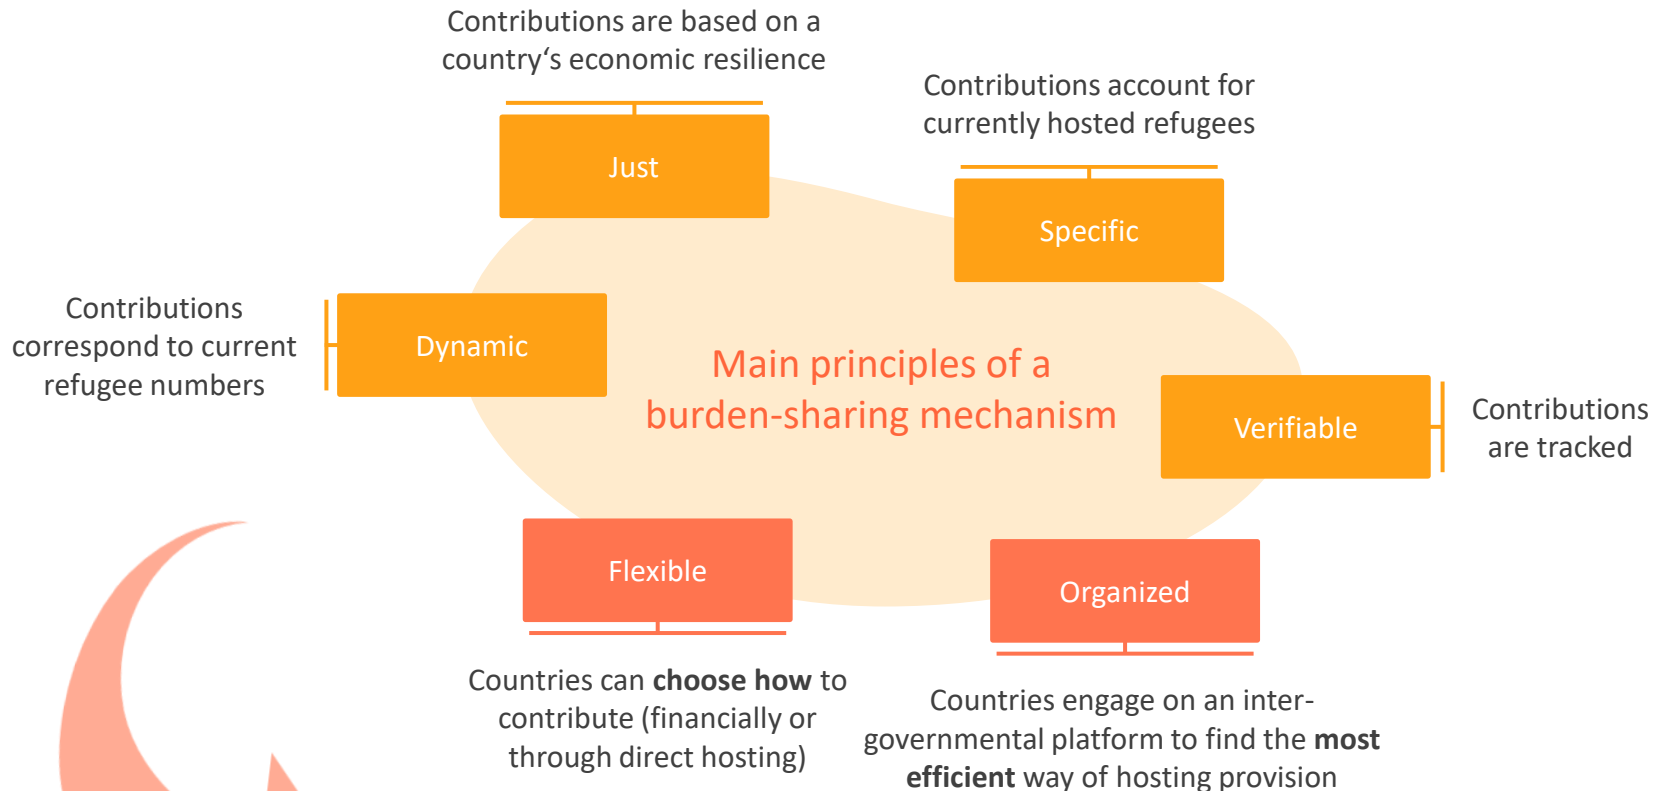 Contributions are based on a
country‘s economic resilience
Just
Contributions account for
currently hosted refugees
Specific
Contributions
correspond to current
refugee numbers
Dynamic
Main principles of a
burden-sharing mechanism
Verifiable
Contributions
are tracked
Flexible
Countries can choose how to
contribute (financially or
through direct hosting)
Organized
Countries engage on an inter-
governmental platform to find the most
efficient way of hosting provision